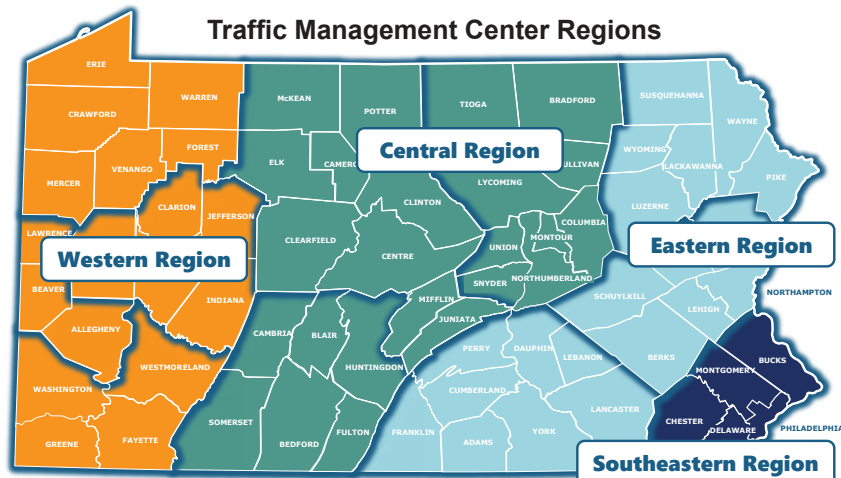 Traffic Management Center Regions
ERIE
WARREN
McKEAN
POTTER
TIOGA
BRADFORD
SUSQUEHANNA
WAYNE
CRAWFORD
FOREST
ELK
Central Region
WYOMING
LACKAWANNA
PIKE
MERCER
VENANGO
LYCOMING
CLARION
JEFFERSON
CLINTON
LUZERNE
COLUMBIA
LAWRENCE
Western Region
CLEARFIELD
CENTRE
UNION
MONTOUR
Eastern Region
BEAVER
INDIANA
SNYDER
NORTHUMBERLAND
SCHUYLKILL
NORTHAMPTON
ALLEGHENY
MIFFLIN
JUNIATA
LEHIGH
CAMBRIA
BLAIR
HUNTINGDON
PERRY
DAUPHIN
LEBANON
BERKS
BUCKS
MONTGOMERY
WESTMORELAND
WASHINGTON
CUMBERLAND
LANCASTER
CHESTER
DELAWARE
PHILADELPHIA
SOMERSET
BEDFORD
FULTON
FRANKLIN
ADAMS
YORK
GREENE
FAYETTE
Southeastern Region